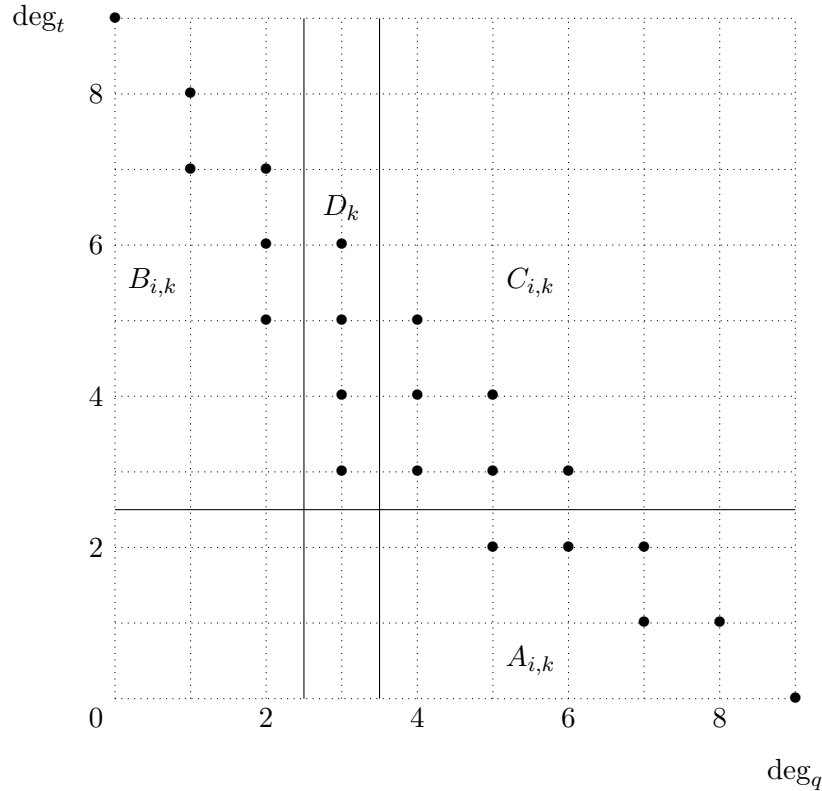 deg_t
8
D_k
6
B_{i,k} C_{i,k}
4
2
A_{i,k}
0 2 4 6 8
deg_q